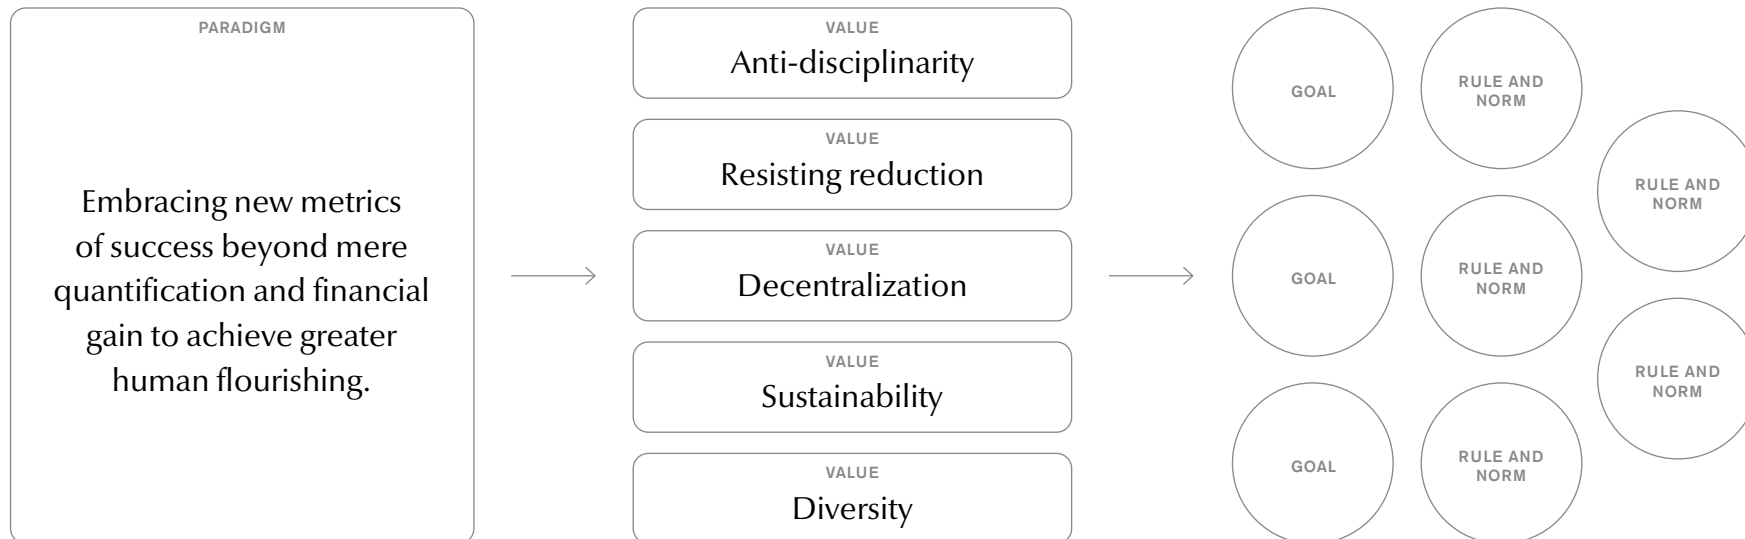 PARADIGM
Embracing new metrics
of success beyond mere
quantification and financial
gain to achieve greater
human flourishing.
VALUE
Anti-disciplinarity
VALUE
Resisting reduction
VALUE
Decentralization
VALUE
Sustainability
VALUE
Diversity
GOAL
GOAL
GOAL
RULE AND
NORM
RULE AND
NORM
RULE AND
NORM
RULE AND
NORM
RULE AND
NORM